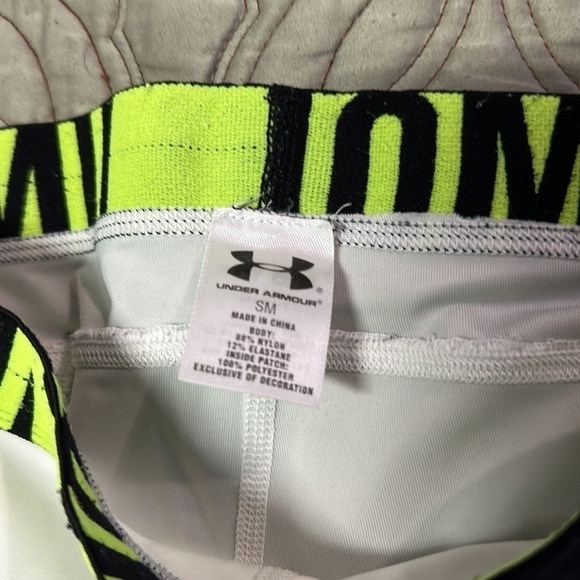 UNDER ARMOUR®
SM
MADE IN CHINA
BODY:
88% NYLON
12% ELASTANE
INSIDE PATCH:
100% POLYESTER
EXCLUSIVE OF DECORATION